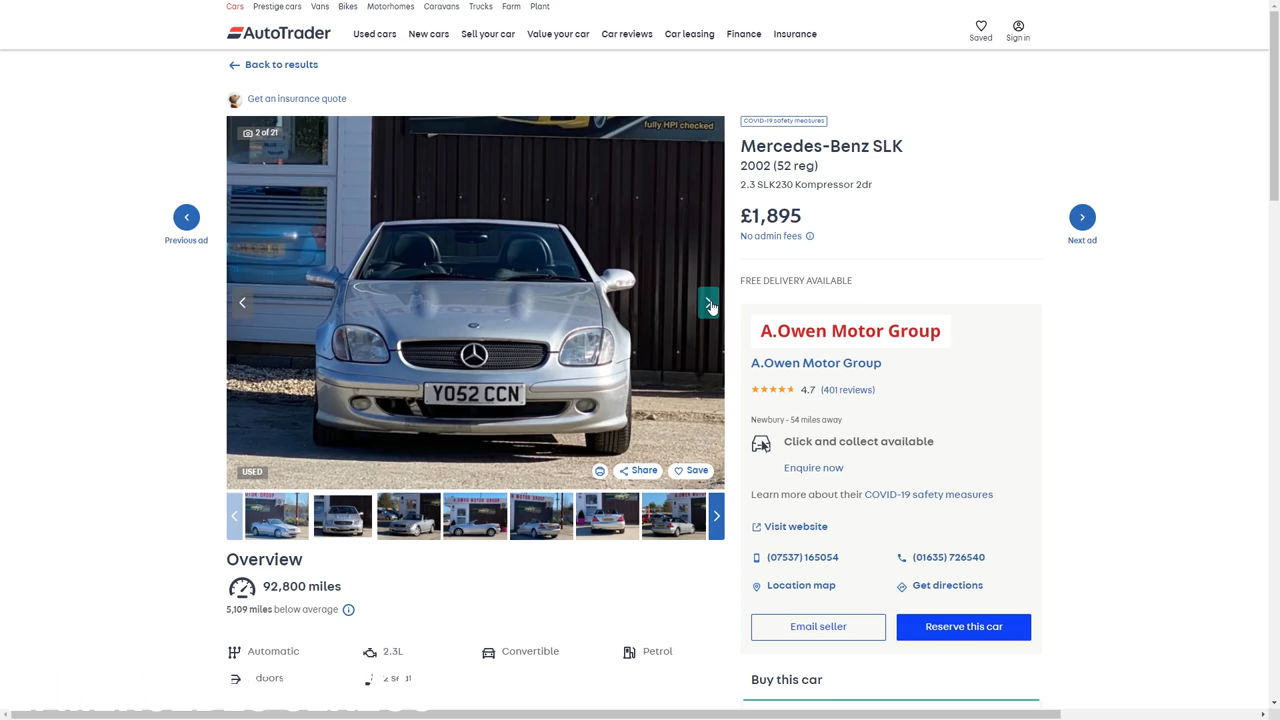 Cars Prestige cars Vans Bikes Motorhomes Caravans Trucks Farm Plant
AutoTrader
Used cars New cars Sell your car Value your car Car reviews Car leasing Finance Insurance
Saved Sign in
Back to results
Get an insurance quote
2 of 21
fully HPI checked
YO52 CCN
USED
Share Save
Previous ad
Next ad
COVID-19 safety measures
Mercedes-Benz SLK
2002 (52 reg)
2.3 SLK230 Kompressor 2dr
£1,895
No admin fees
FREE DELIVERY AVAILABLE
A.Owen Motor Group
A.Owen Motor Group
4.7 (401 reviews)
Newbury - 54 miles away
Click and collect available
Enquire now
Learn more about their COVID-19 safety measures
Visit website
(07537) 165054 (01635) 726540
Location map Get directions
Email seller Reserve this car
Buy this car
Overview
92,800 miles
5,109 miles below average
Automatic 2.3L Convertible Petrol
doors